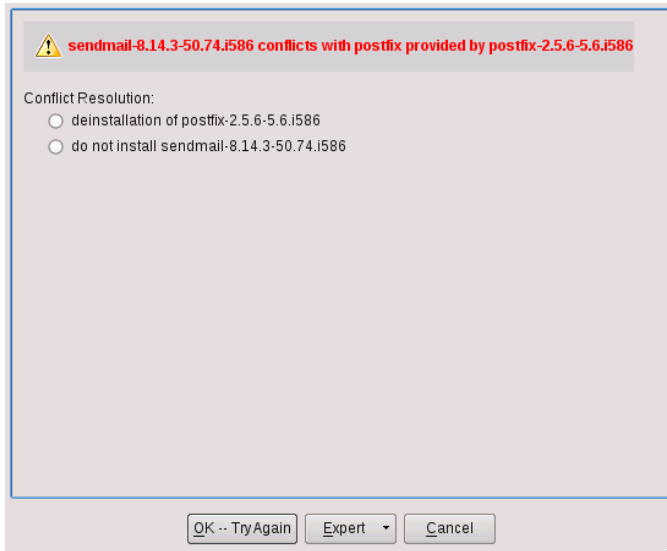 sendmail-8.14.3-50.74.i586 conflicts with postfix provided by postfix-2.5.6-5.6.i586
Conflict Resolution:
deinstallation of postfix-2.5.6-5.6.i586
do not install sendmail-8.14.3-50.74.i586
OK -- Try Again
Expert
Cancel